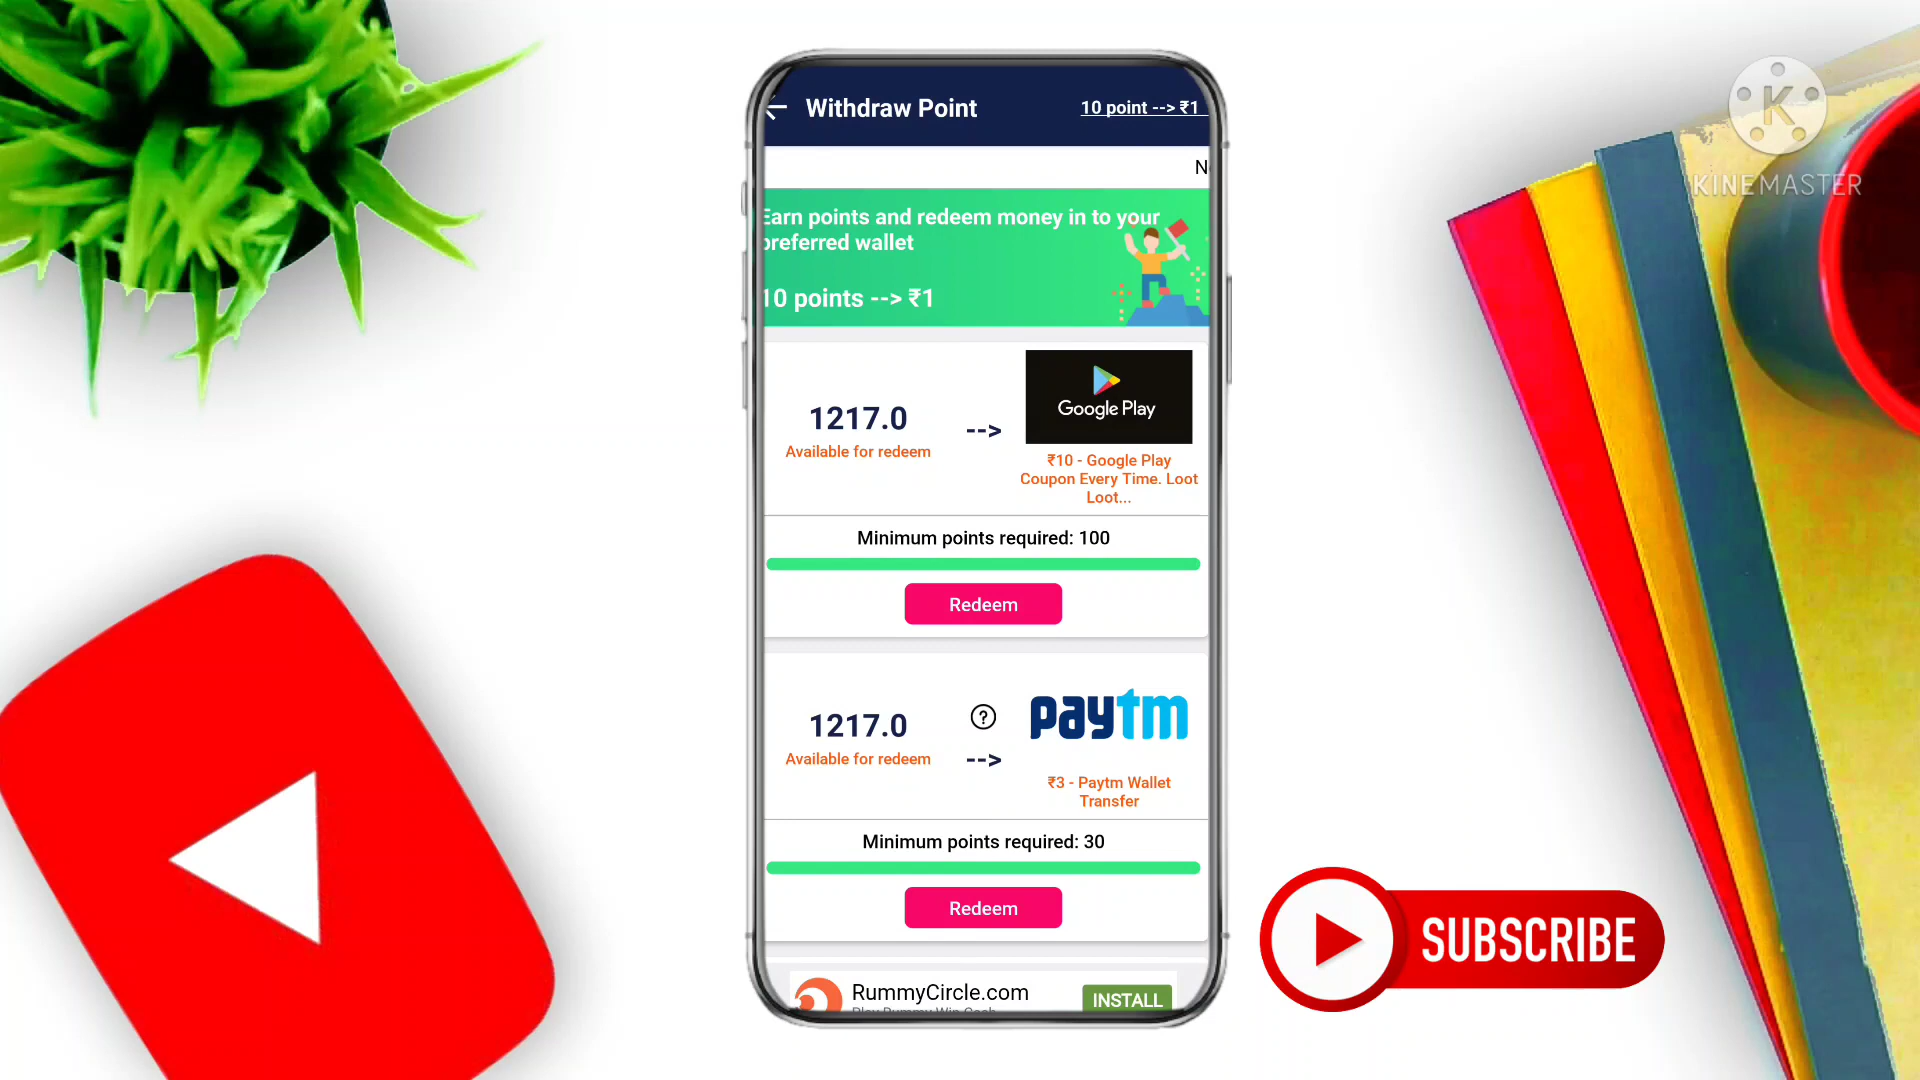 Withdraw Point
10 point --> ₹1
Earn points and redeem money in to your
preferred wallet
10 points --> ₹1
1217.0
Available for redeem
-->
Google Play
₹10 - Google Play
Coupon Every Time. Loot
Loot...
Minimum points required: 100
Redeem
1217.0
Available for redeem
?
-->
paytm
₹3 - Paytm Wallet
Transfer
Minimum points required: 30
Redeem
RummyCircle.com
INSTALL
SUBSCRIBE
K
KINEMASTER